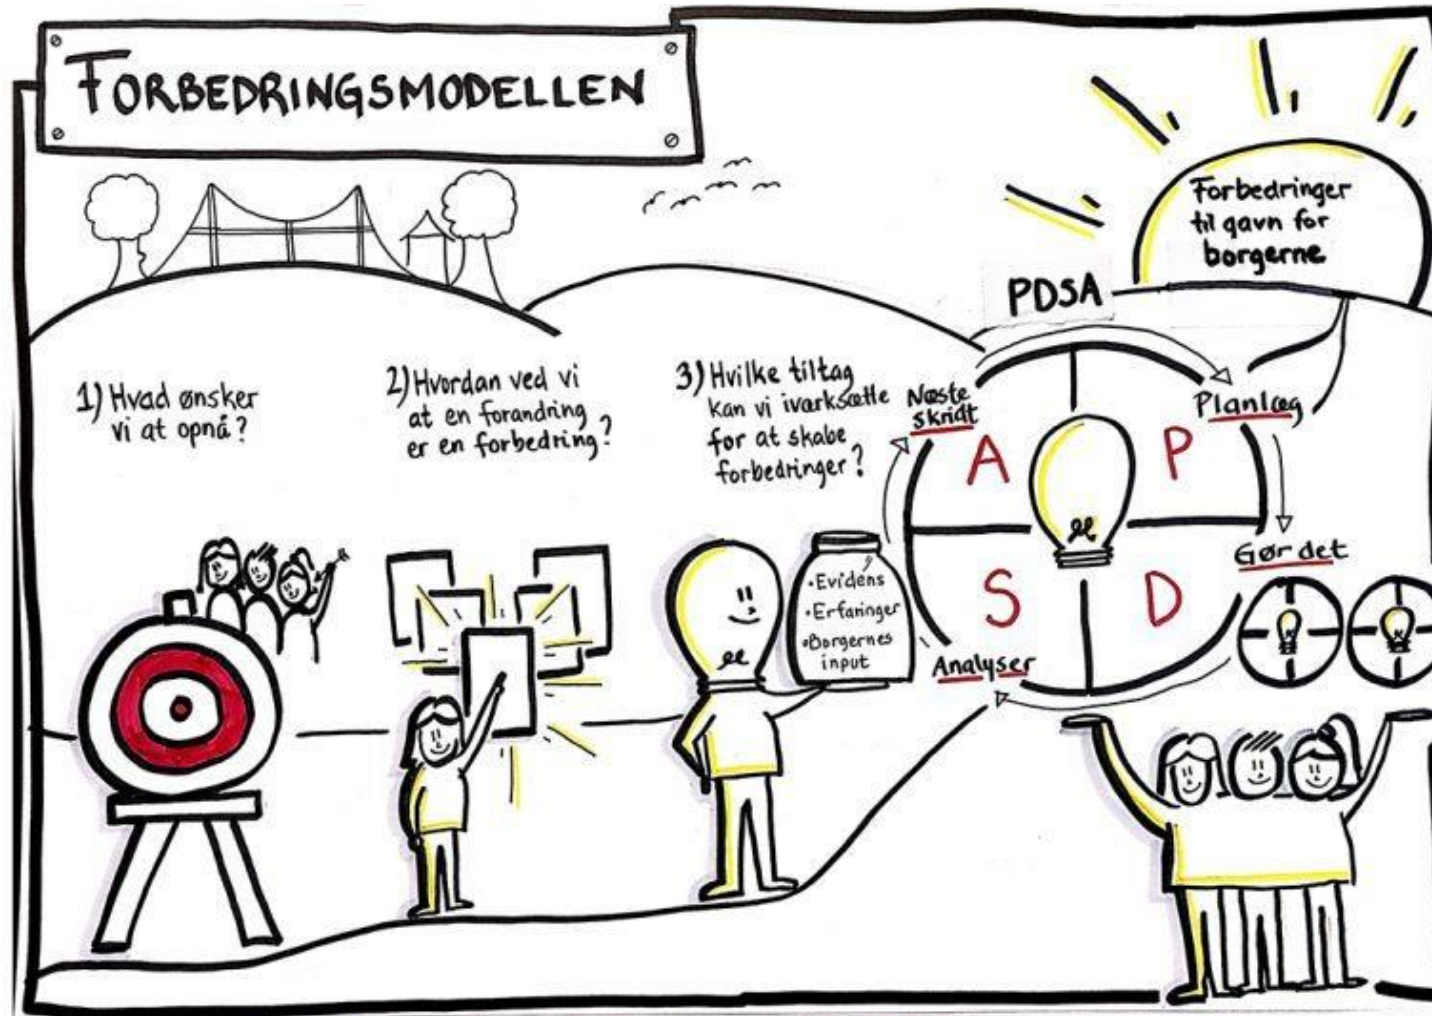 FORBEDRINGSMODELLEN
Forbedringer
til gavn for
borgerne
PDSA
1) Hvad ønsker
vi at opnå?
2) Hvordan ved vi
at en forandring
er en forbedring?
3) Hvilke tiltag
kan vi iværksætte
for at skabe
forbedringer?
Næste
skridt
Planlæg
A
P
Gør det
S
D
Analyser
•Evidens
•Erfaringer
•Borgernes
input